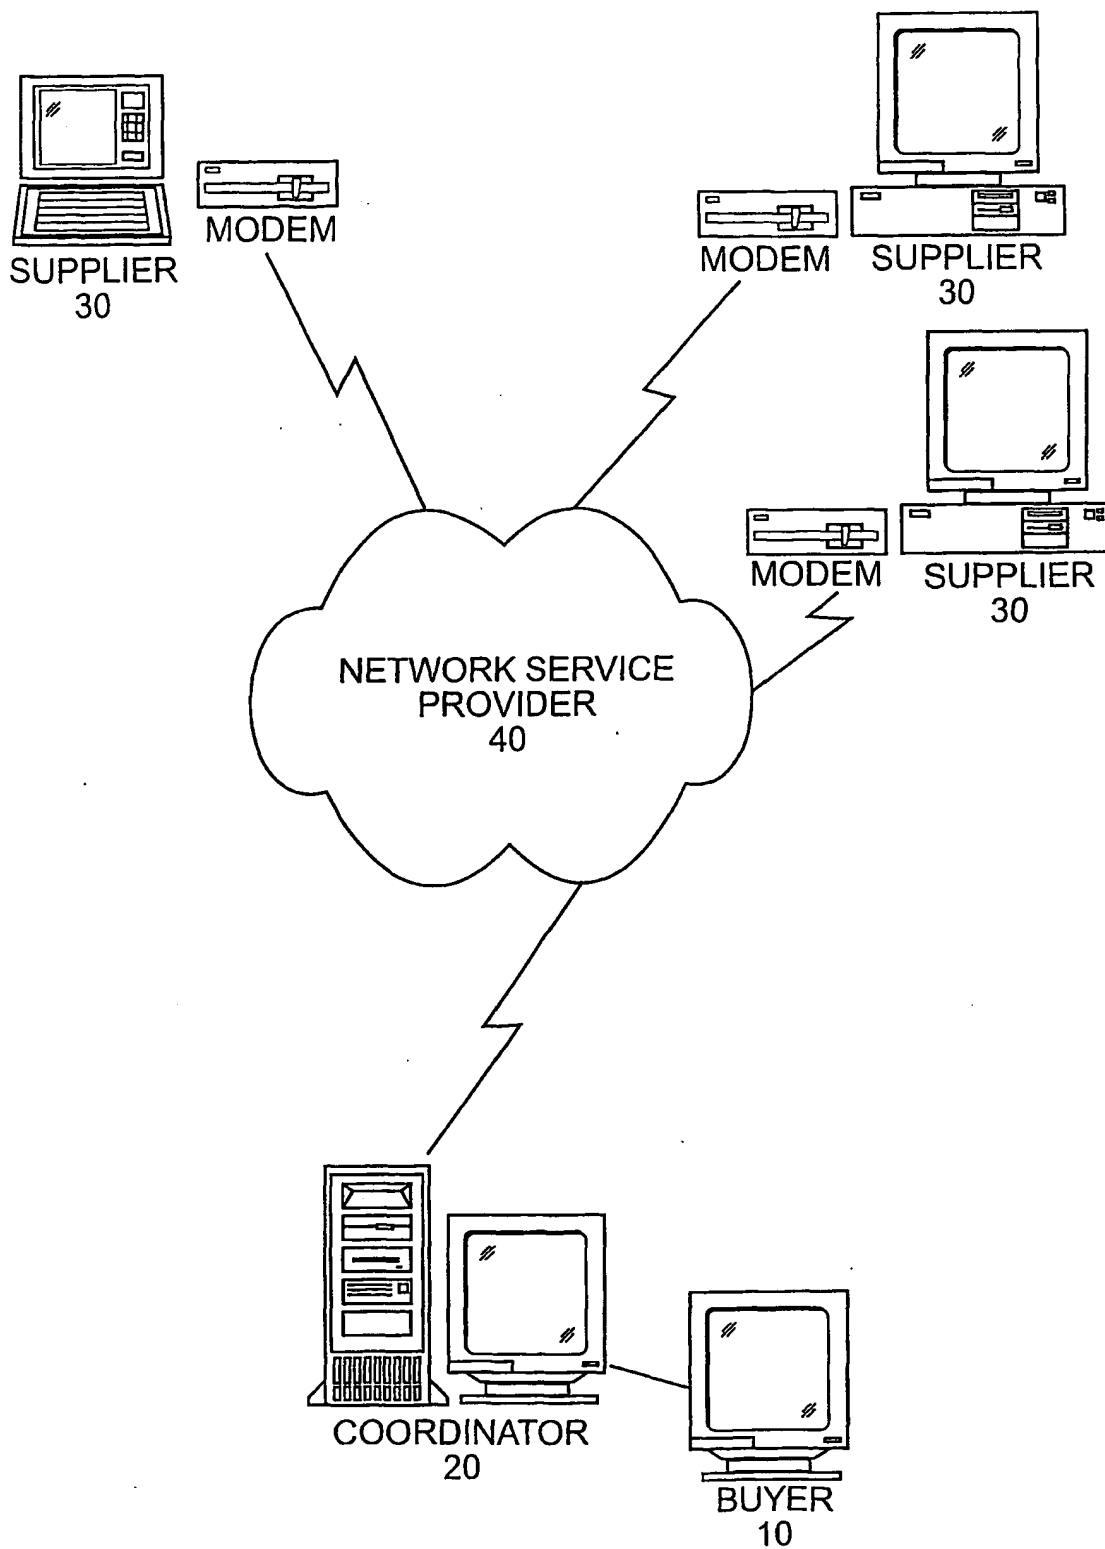 MODEM
SUPPLIER
30
MODEM
SUPPLIER
30
MODEM
SUPPLIER
30
NETWORK SERVICE
PROVIDER
40
COORDINATOR
20
BUYER
10